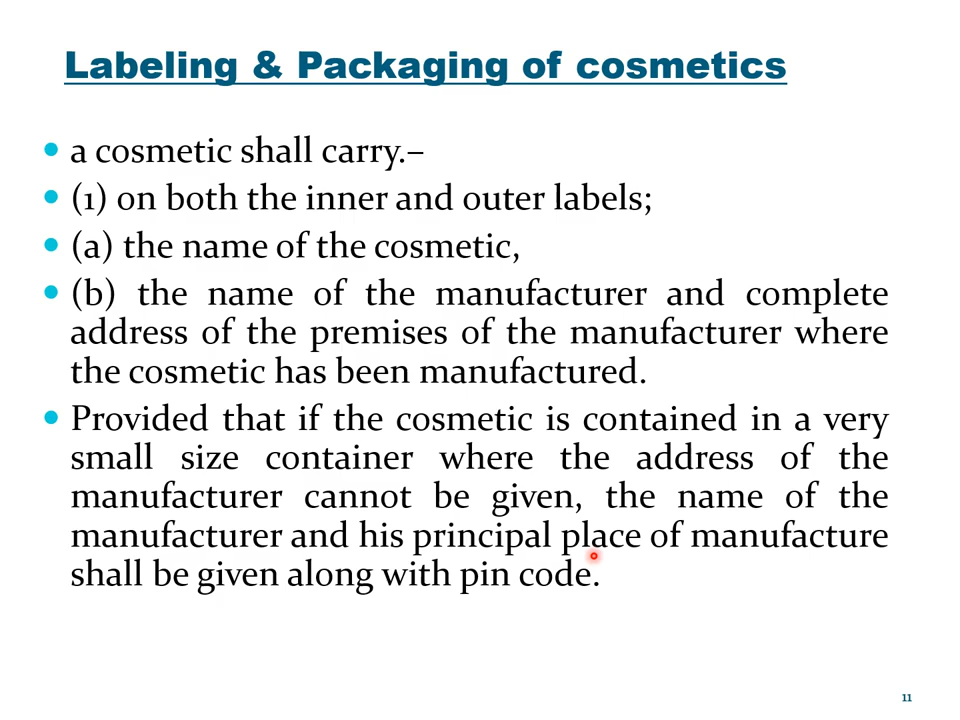 Labeling & Packaging of cosmetics
a cosmetic shall carry.–
(1) on both the inner and outer labels;
(a) the name of the cosmetic,
(b) the name of the manufacturer and complete
address of the premises of the manufacturer where
the cosmetic has been manufactured.
Provided that if the cosmetic is contained in a very
small size container where the address of the
manufacturer cannot be given, the name of the
manufacturer and his principal place of manufacture
shall be given along with pin code.
11